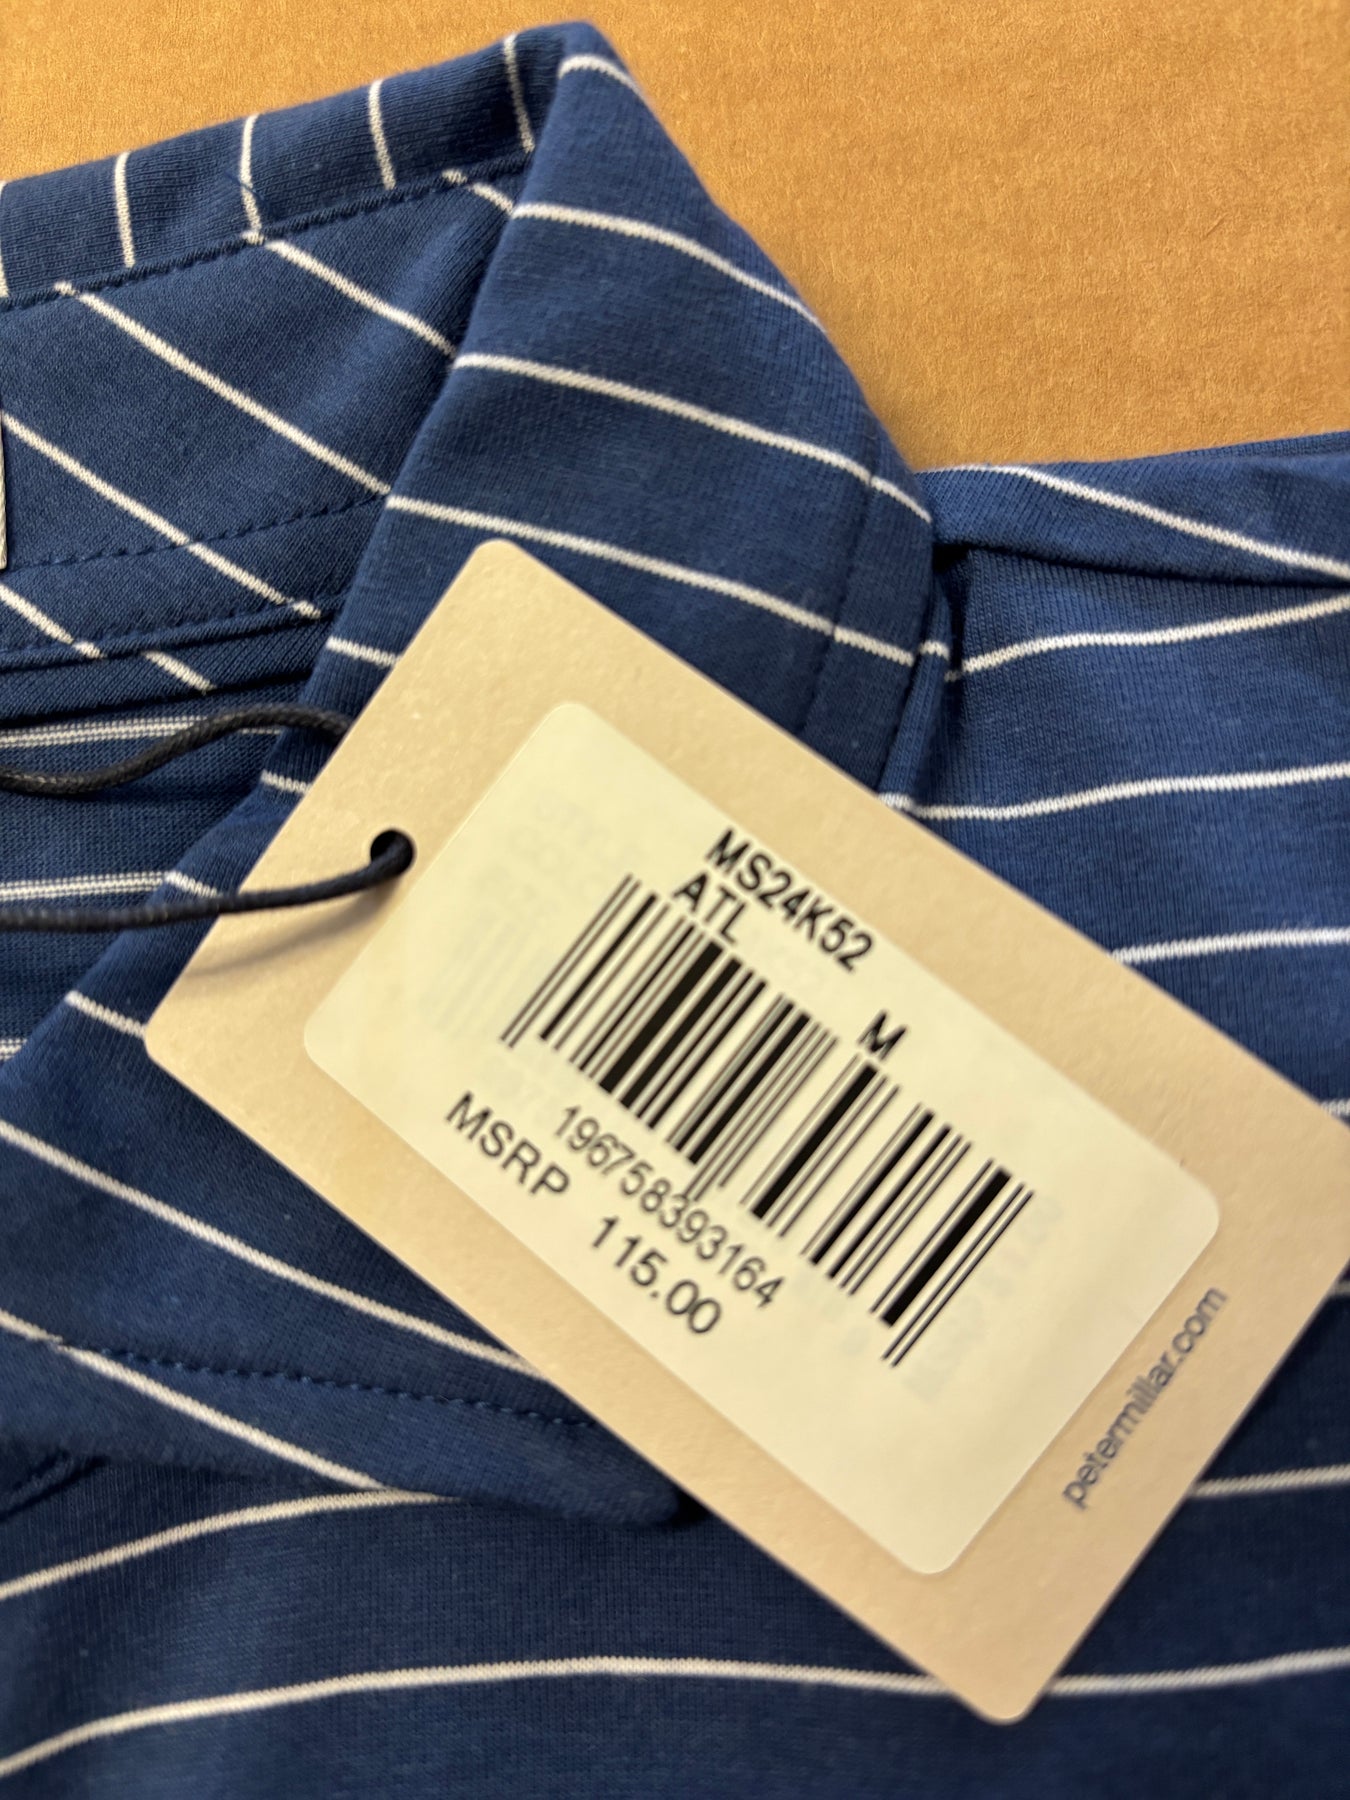 MS24K52
ATL
M
196758393164
MSRP 115.00
petermillar.com